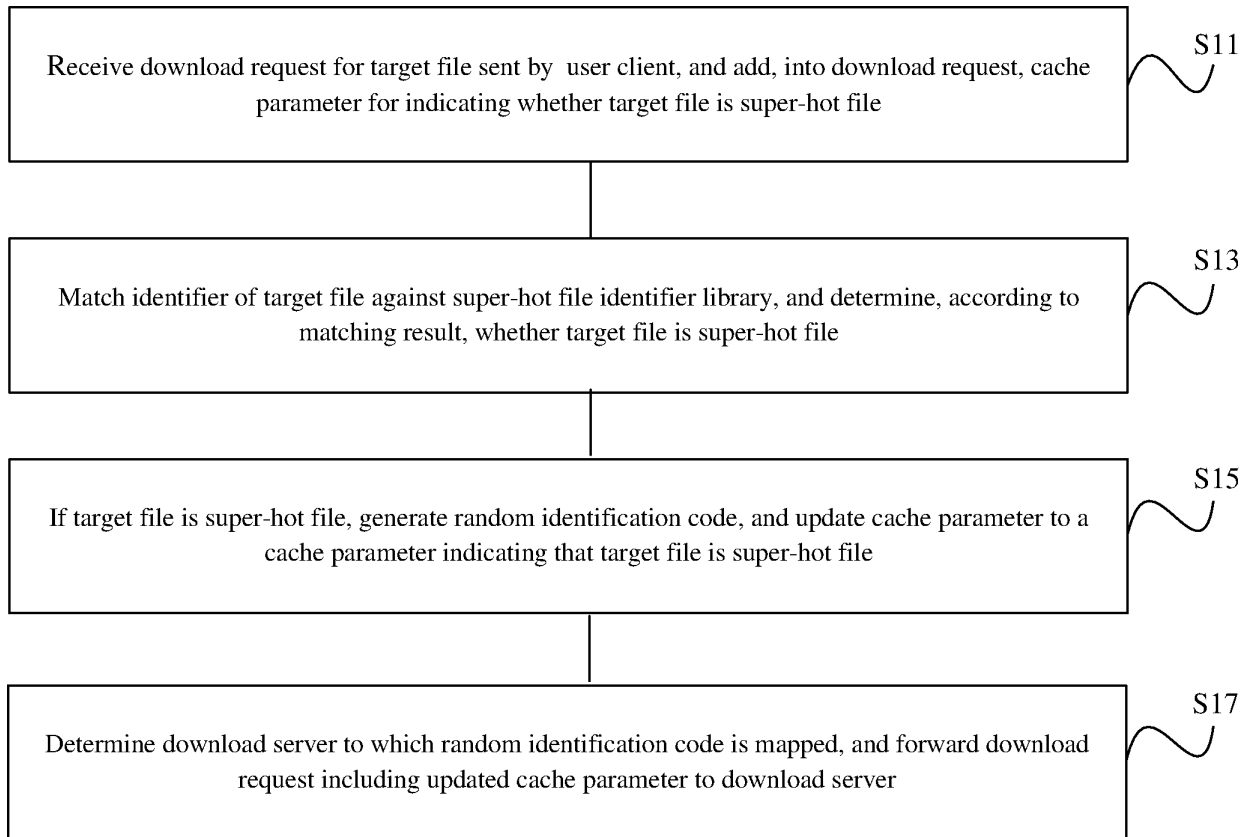 S11
Receive download request for target file sent by user client, and add, into download request, cache
parameter for indicating whether target file is super-hot file
S13
Match identifier of target file against super-hot file identifier library, and determine, according to
matching result, whether target file is super-hot file
S15
If target file is super-hot file, generate random identification code, and update cache parameter to a
cache parameter indicating that target file is super-hot file
S17
Determine download server to which random identification code is mapped, and forward download
request including updated cache parameter to download server